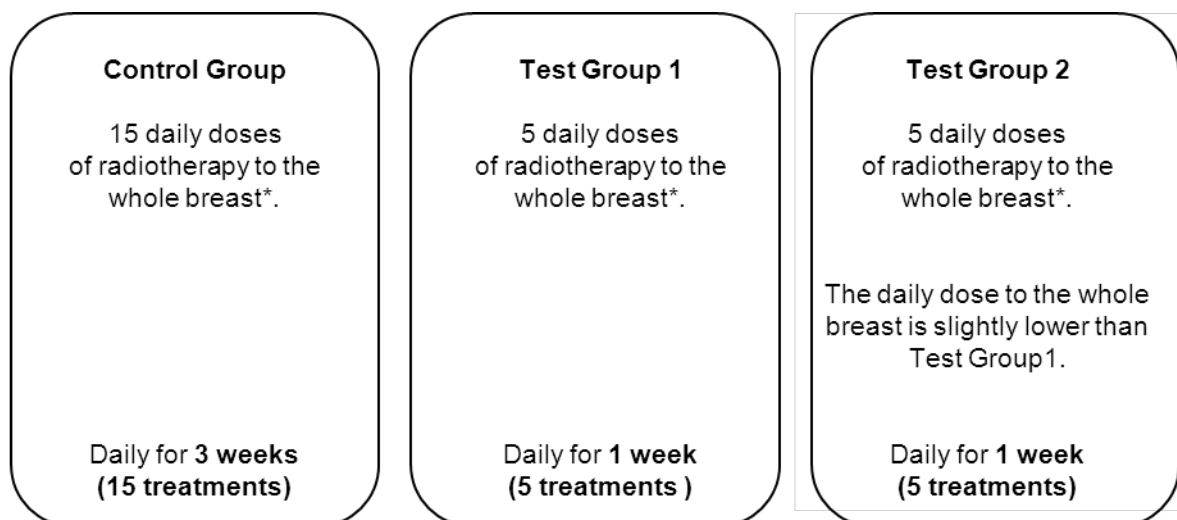 Control Group
15 daily doses
of radiotherapy to the
whole breast*.
Daily for 3 weeks
(15 treatments)
Test Group 1
5 daily doses
of radiotherapy to the
whole breast*.
Daily for 1 week
(5 treatments )
Test Group 2
5 daily doses
of radiotherapy to the
whole breast*.
The daily dose to the whole
breast is slightly lower than
Test Group1.
Daily for 1 week
(5 treatments)